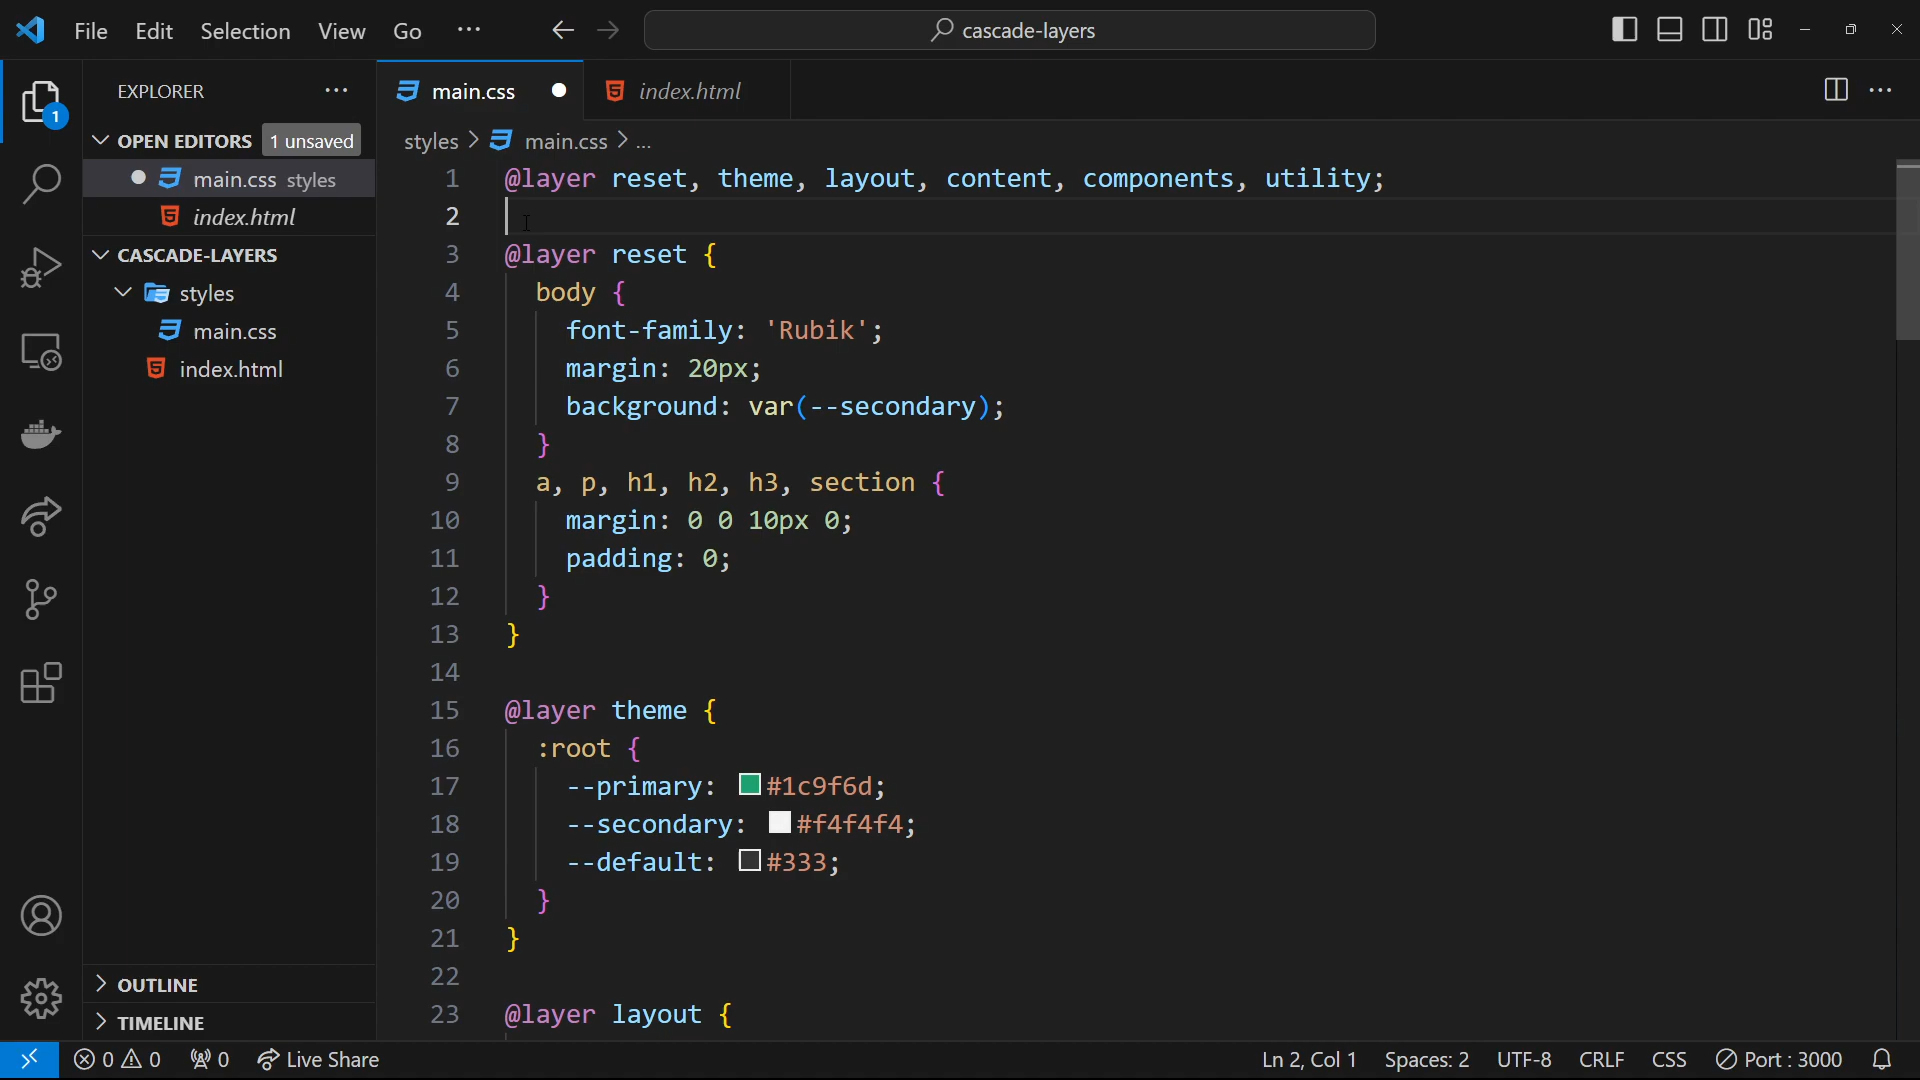 File Edit Selection View Go ... cascade-layers
EXPLORER ...
main.css
index.html
OPEN EDITORS 1 unsaved
main.css styles
index.html
CASCADE-LAYERS
styles
main.css
index.html
OUTLINE
TIMELINE
styles > main.css > ...
1 @layer reset, theme, layout, content, components, utility;
2
3 @layer reset {
4 body {
5 font-family: 'Rubik';
6 margin: 20px;
7 background: var(--secondary);
8 }
9 a, p, h1, h2, h3, section {
10 margin: 0 0 10px 0;
11 padding: 0;
12 }
13 }
14
15 @layer theme {
16 :root {
17 --primary: #1c9f6d;
18 --secondary: #f4f4f4;
19 --default: #333;
20 }
21 }
22
23 @layer layout {
1
0 0 0 Live Share Ln 2, Col 1 Spaces: 2 UTF-8 CRLF CSS Port : 3000